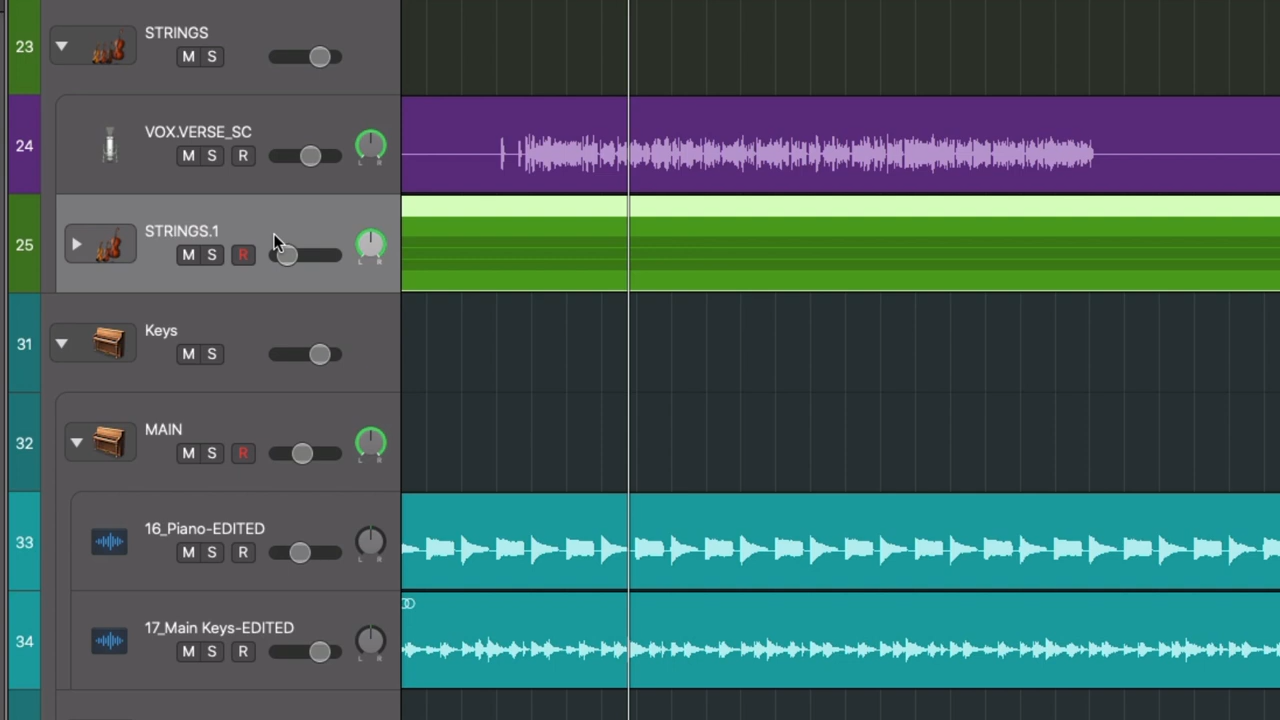 23
STRINGS
M S
24
VOX.VERSE_SC
M S R
L R
25
STRINGS.1
M S R
L R
31
Keys
M S
32
MAIN
M S R
L R
33
16_Piano-EDITED
M S R
L R
34
17_Main Keys-EDITED
M S R
L R